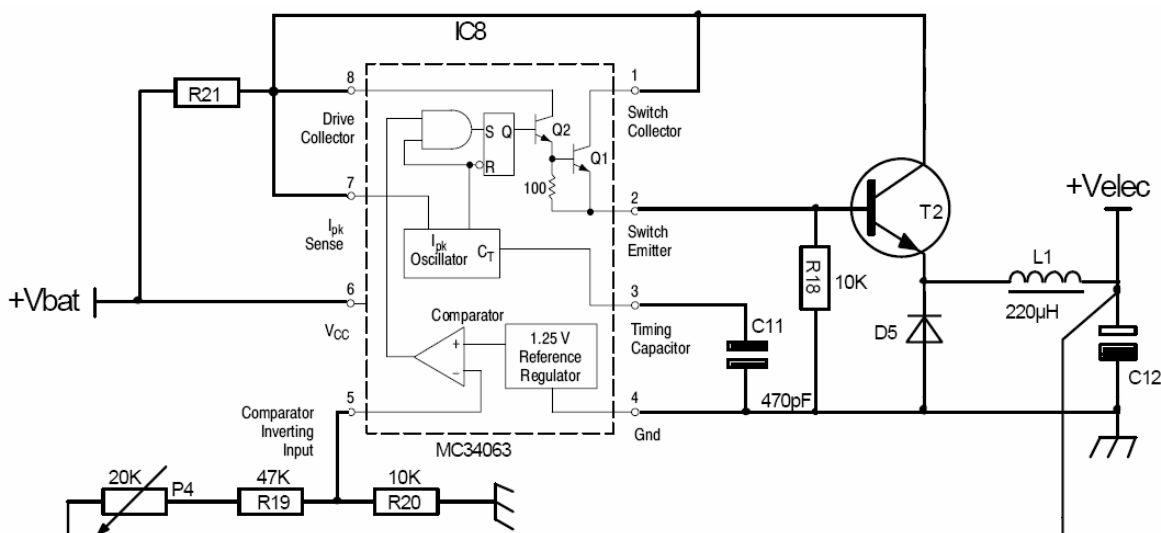 IC8
R21
8
1
Drive
Collector
S
Q
R
Q2
Q1
100
Switch
Collector
7
2
Ipk
Sense
Ipk
Oscillator
CT
Switch
Emitter
T2
+Velec
L1
220µH
R18
10K
+Vbat
6
VCC
3
Timing
Capacitor
C11
470pF
D5
C12
Comparator
+
−
1.25 V
Reference
Regulator
5
4
Comparator
Inverting
Input
Gnd
MC34063
20K
P4
47K
R19
10K
R20